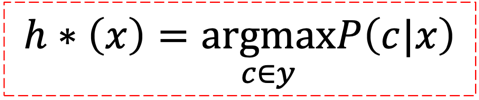 h ∗ (x) = argmaxP(c|x)
c∈y